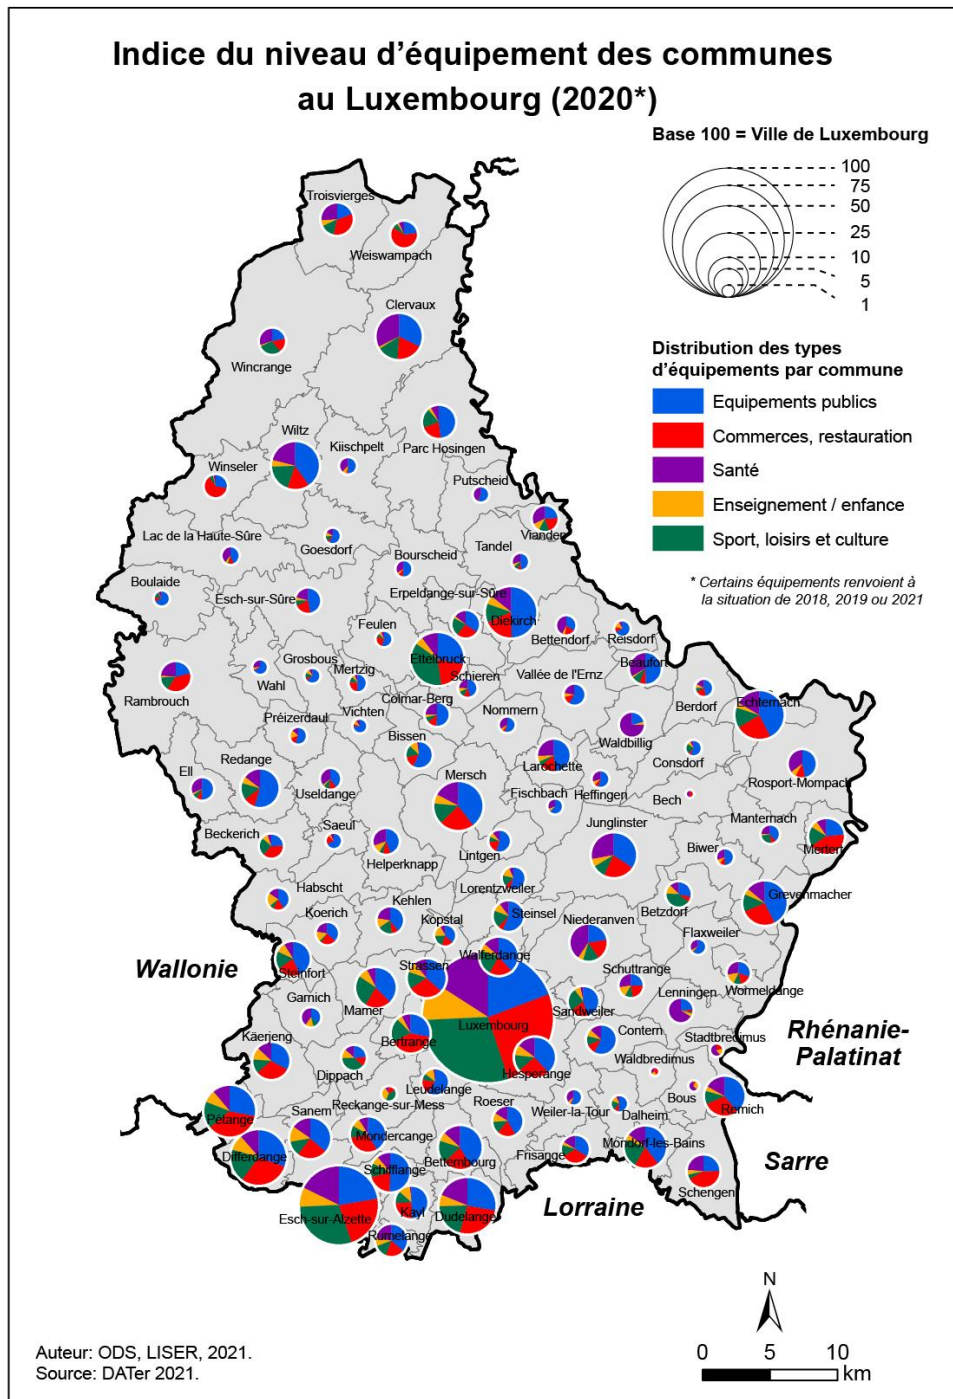 Indice du niveau d'équipement des communes
au Luxembourg (2020*)
Base 100 = Ville de Luxembourg
100
75
50
25
10
5
1
Distribution des types
d'équipements par commune
Equipements publics
Commerces, restauration
Santé
Enseignement / enfance
Sport, loisirs et culture
* Certains équipements renvoient à
la situation de 2018, 2019 ou 2021
Troisvierges
Weiswampach
Clervaux
Wincrange
Wiltz
Kiischpelt
Parc Hosingen
Winseler
Putscheid
Vianden
Lac de la Haute-Sûre
Goesdorf
Bourscheid
Tandel
Boulaide
Esch-sur-Sûre
Erpeldange-sur-Sûre
Diekirch
Feulen
Bettendorf
Reisdorf
Ettelbruck
Beaufort
Grosbous
Mertzig
Schieren
Vallée de l'Ernz
Rambrouch
Wahl
Colmar-Berg
Berdorf
Echternach
Préizerdaul
Vichten
Nommern
Waldbillig
Bissen
Consdorf
Larochette
Rosport-Mompach
Ell
Redange
Useldange
Mersch
Fischbach
Heffingen
Bech
Beckerich
Saeul
Helperknapp
Lintgen
Junglinster
Biwer
Manternach
Mertert
Lorentzweiler
Habscht
Kehlen
Steinsel
Betzdorf
Grevenmacher
Koerich
Kopstal
Niederanven
Flaxweiler
Wallonie
Steinfort
Strassen
Walferdange
Schuttrange
Wormeldange
Garnich
Mamer
Luxembourg
Sandweiler
Lenningen
Käerjeng
Bertrange
Contern
Stadtbredimus
Rhénanie-
Palatinat
Dippach
Hesperange
Waldbredimus
Leudelange
Reckange-sur-Mess
Roeser
Weiler-la-Tour
Dalheim
Bous
Remich
Pétange
Sanem
Mondercange
Differdange
Bettembourg
Frisange
Mondorf-les-Bains
Sarre
Schifflange
Schengen
Esch-sur-Alzette
Kayl
Dudelange
Lorraine
Rumelange
N
0 5 10
km
Auteur: ODS, LISER, 2021.
Source: DATer 2021.